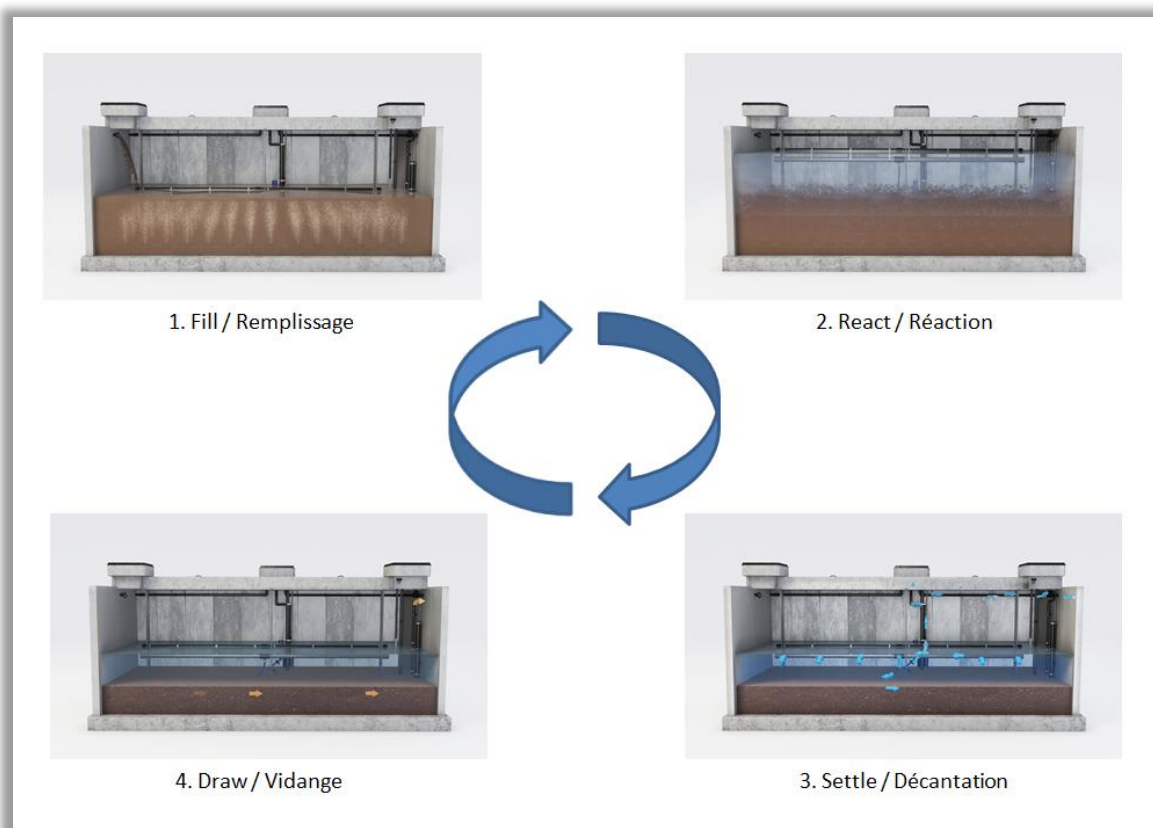 1. Fill / Remplissage
2. React / Réaction
4. Draw / Vidange
3. Settle / Décantation